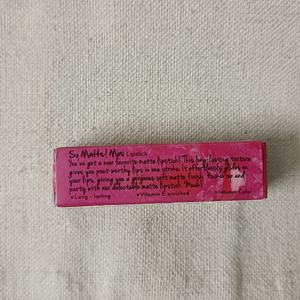 So Matte! Mini Lipstick
You've got a new favorite matte lipstick! This long-lasting texture
gives you pout-worthy lips in one stroke. It effortlessly glides on
your lips, giving you a gorgeous soft matte finish. Pucker up and
party with our delectable matte lipstick. Muah!
•Long - lasting •Vitamin E enriched •Intense Color